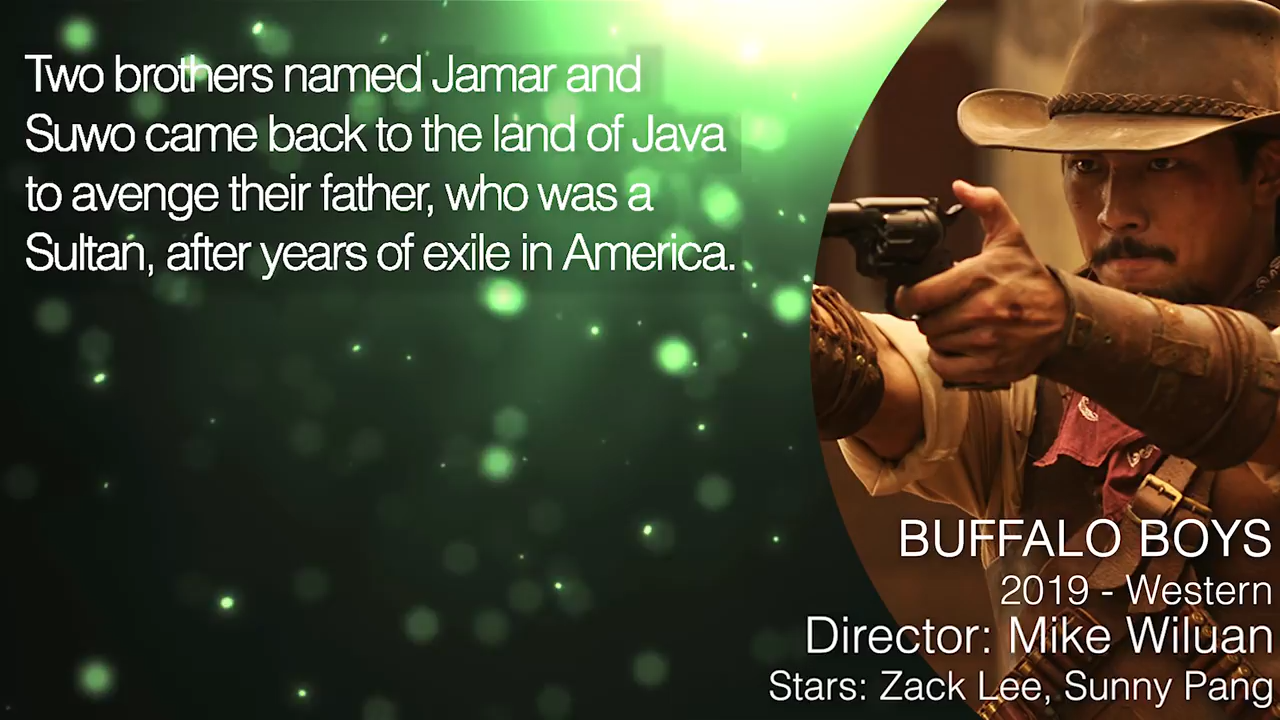 Two brothers named Jamar and
Suwo came back to the land of Java
to avenge their father, who was a
Sultan, after years of exile in America.
BUFFALO BOYS
2019 - Western
Director: Mike Wiluan
Stars: Zack Lee, Sunny Pang